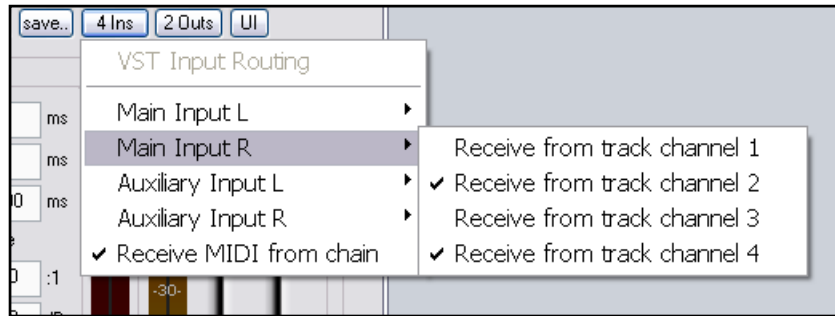 save.. 4 Ins 2 Outs UI
VST Input Routing
Main Input L
ms
Main Input R
Receive from track channel 1
ms
Auxiliary Input L
✓ Receive from track channel 2
0 ms
Auxiliary Input R
Receive from track channel 3
✓ Receive MIDI from chain
✓ Receive from track channel 4
:1
-30-